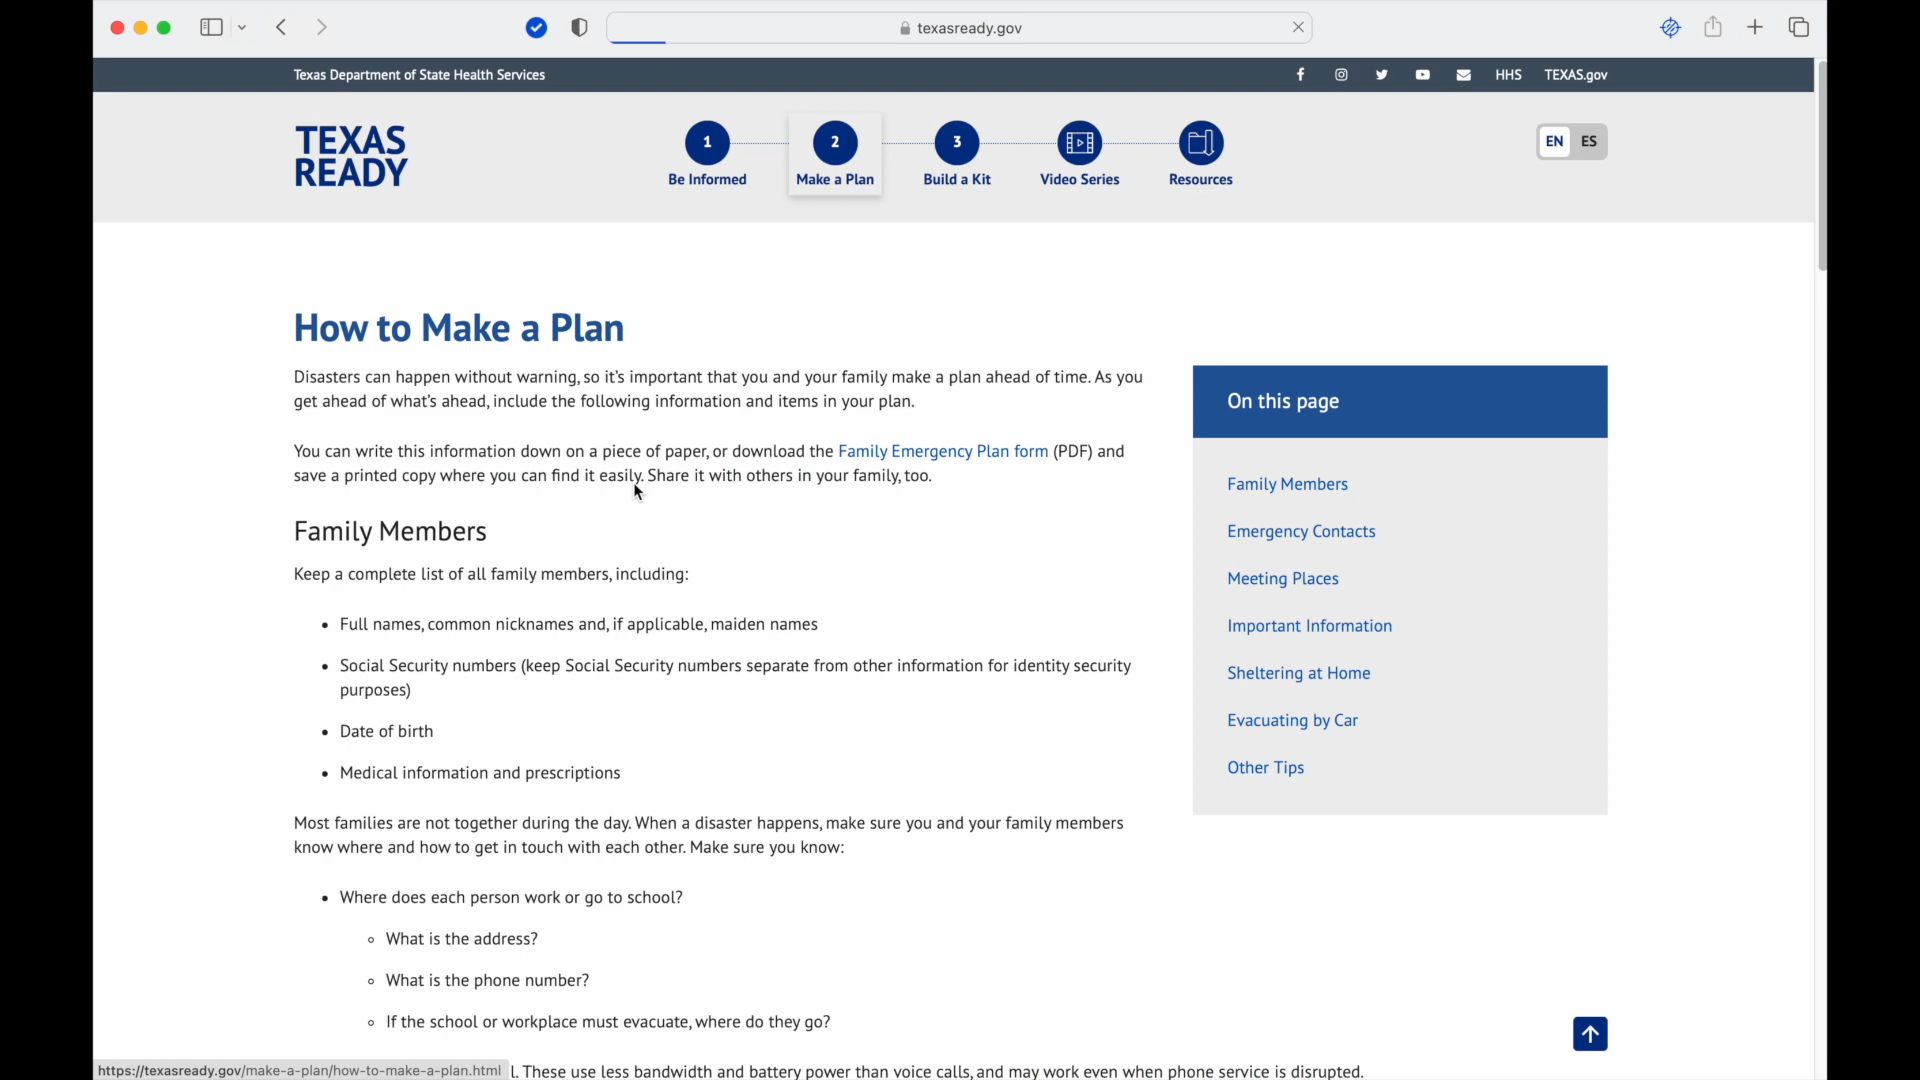 texasready.gov
Texas Department of State Health Services
HHS
TEXAS.gov
TEXAS
READY
1
2
3
Be Informed
Make a Plan
Build a Kit
Video Series
Resources
EN
ES
How to Make a Plan
Disasters can happen without warning, so it's important that you and your family make a plan ahead of time. As you
get ahead of what's ahead, include the following information and items in your plan.
You can write this information down on a piece of paper, or download the Family Emergency Plan form (PDF) and
save a printed copy where you can find it easily. Share it with others in your family, too.
Family Members
Keep a complete list of all family members, including:
• Full names, common nicknames and, if applicable, maiden names
• Social Security numbers (keep Social Security numbers separate from other information for identity security
purposes)
• Date of birth
• Medical information and prescriptions
Most families are not together during the day. When a disaster happens, make sure you and your family members
know where and how to get in touch with each other. Make sure you know:
• Where does each person work or go to school?
◦ What is the address?
◦ What is the phone number?
◦ If the school or workplace must evacuate, where do they go?
l. These use less bandwidth and battery power than voice calls, and may work even when phone service is disrupted.
On this page
Family Members
Emergency Contacts
Meeting Places
Important Information
Sheltering at Home
Evacuating by Car
Other Tips
https://texasready.gov/make-a-plan/how-to-make-a-plan.html